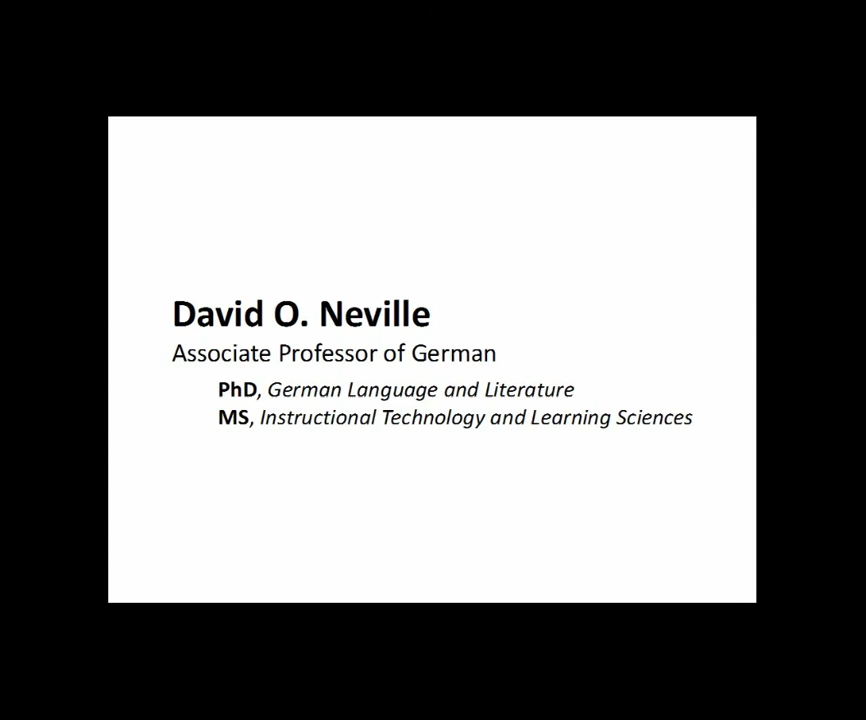 David O. Neville
Associate Professor of German
PhD, German Language and Literature
MS, Instructional Technology and Learning Sciences